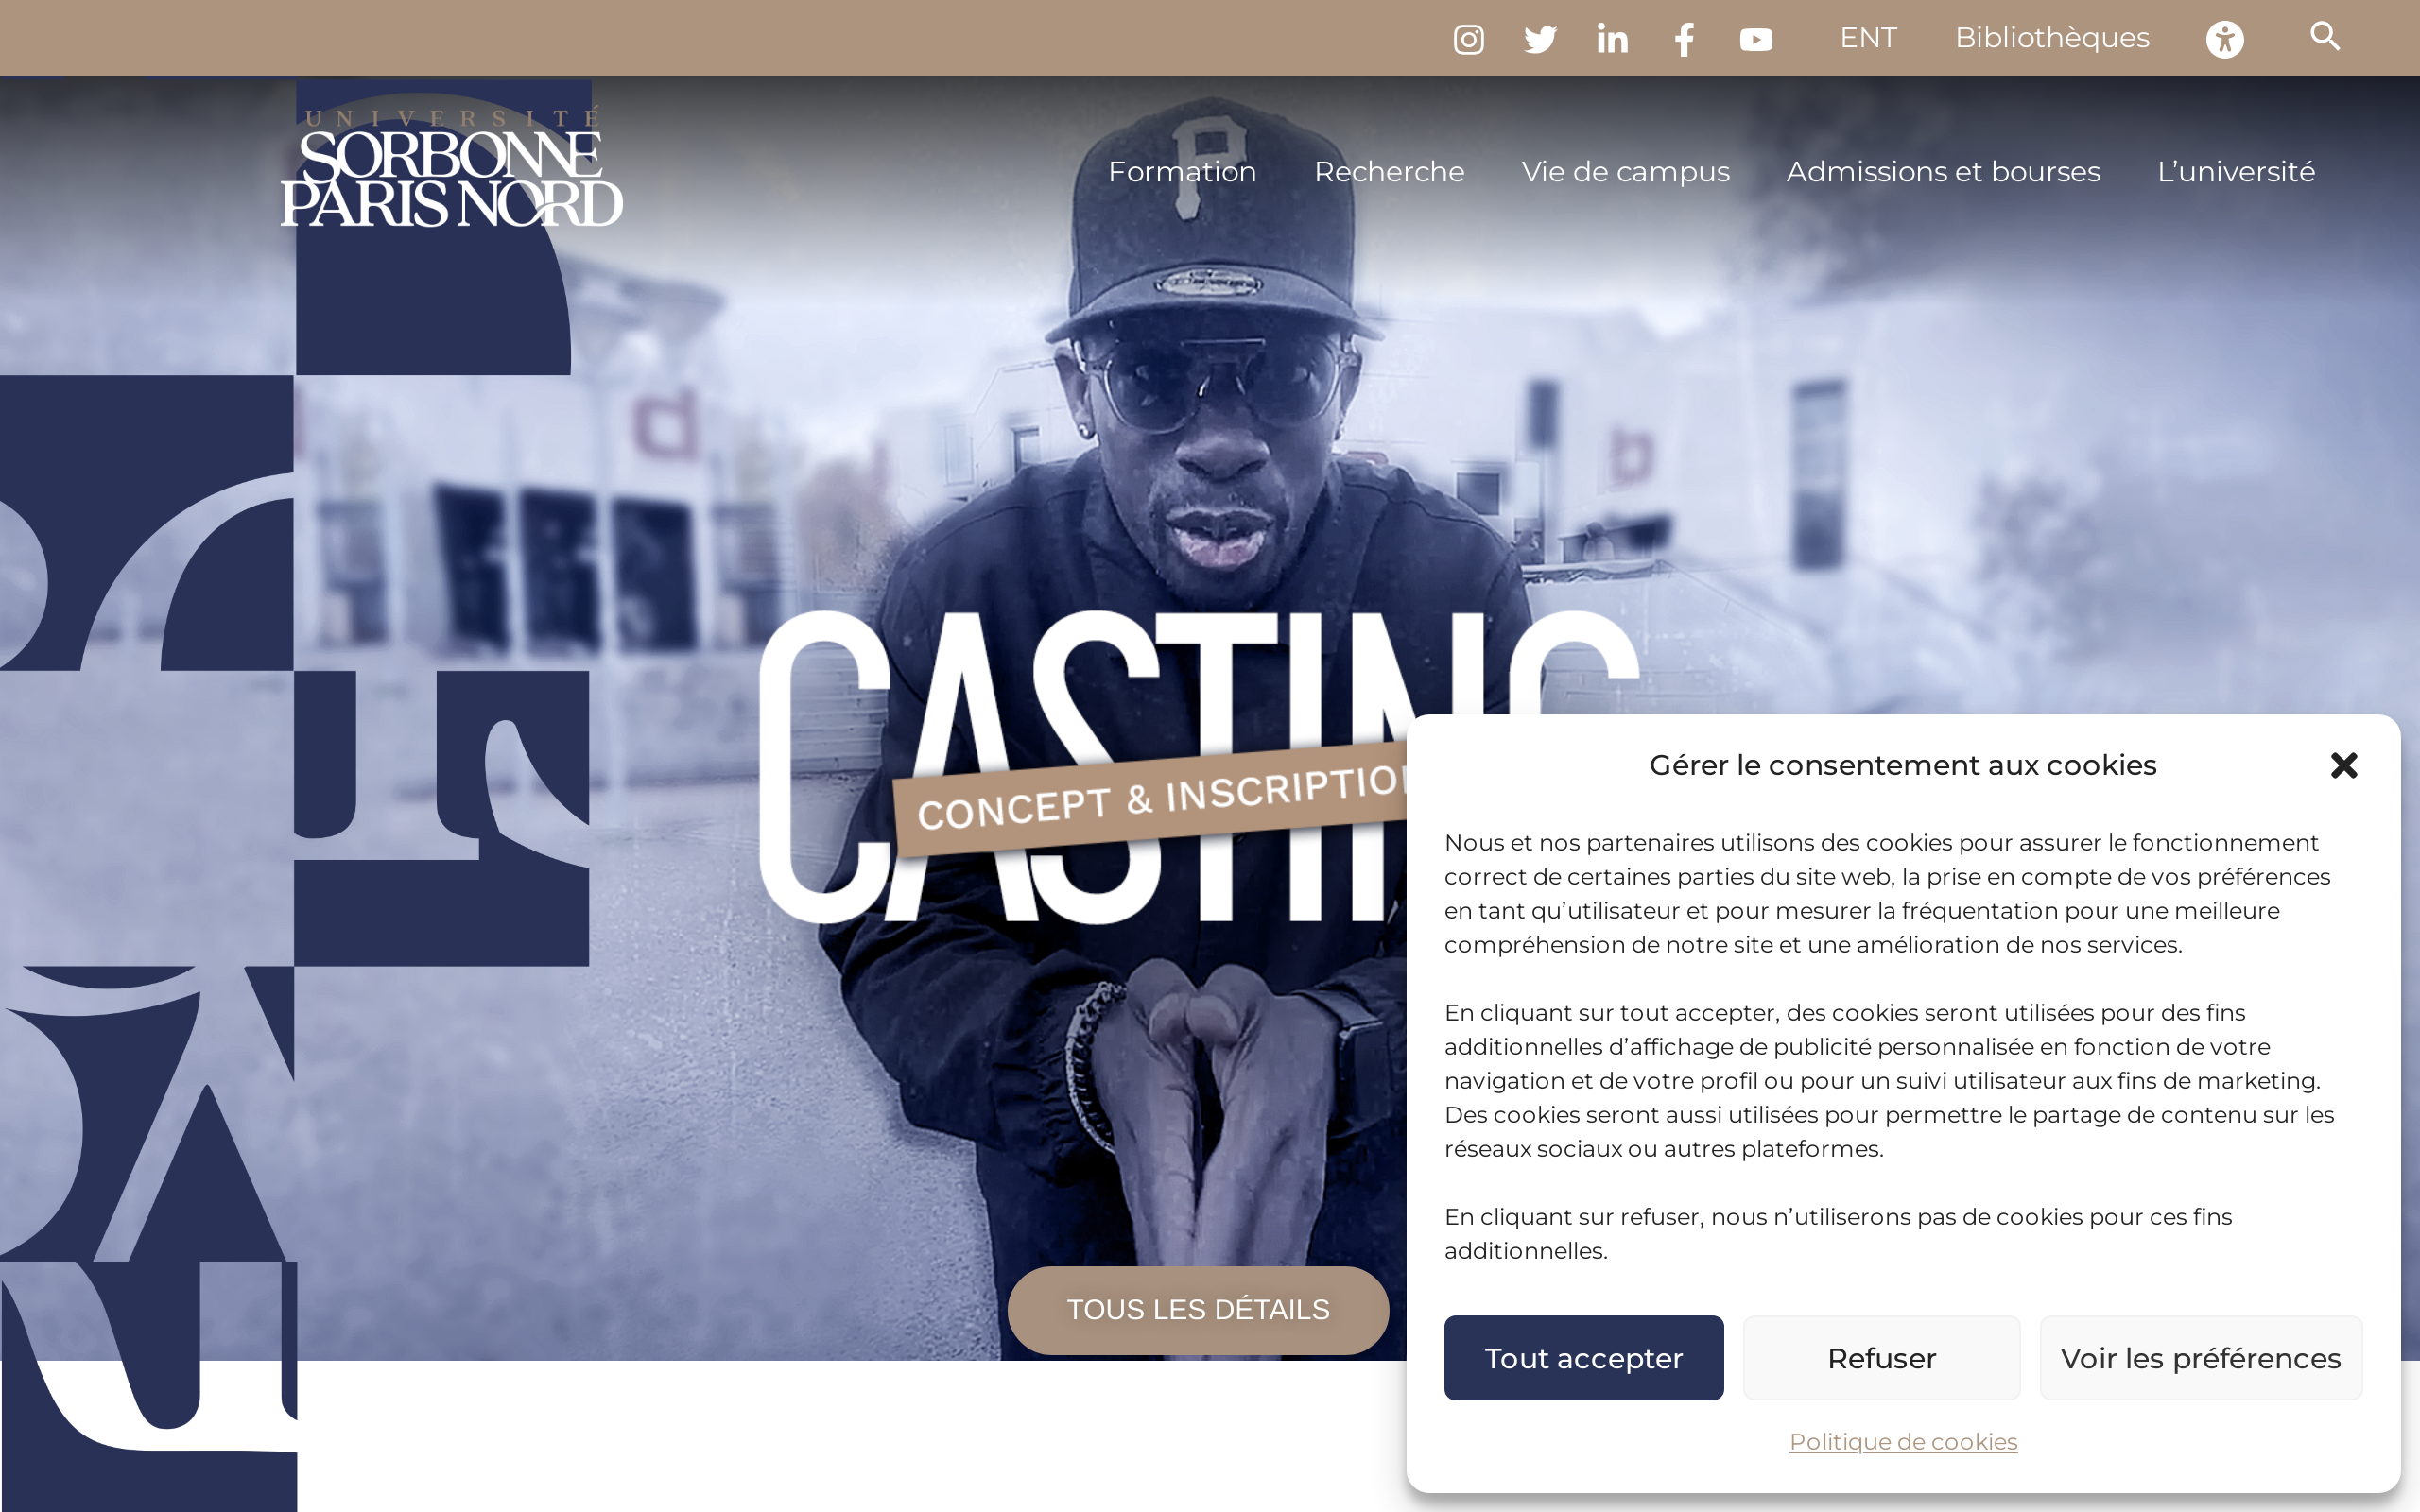 ENT
Bibliothèques
UNIVERSITÉ
SORBONNE
PARIS NORD
Formation
Recherche
Vie de campus
Admissions et bourses
L’université
CASTING
CONCEPT & INSCRIPTION
TOUS LES DÉTAILS
Gérer le consentement aux cookies
Nous et nos partenaires utilisons des cookies pour assurer le fonctionnement
correct de certaines parties du site web, la prise en compte de vos préférences
en tant qu’utilisateur et pour mesurer la fréquentation pour une meilleure
compréhension de notre site et une amélioration de nos services.
En cliquant sur tout accepter, des cookies seront utilisées pour des fins
additionnelles d’affichage de publicité personnalisée en fonction de votre
navigation et de votre profil ou pour un suivi utilisateur aux fins de marketing.
Des cookies seront aussi utilisées pour permettre le partage de contenu sur les
réseaux sociaux ou autres plateformes.
En cliquant sur refuser, nous n’utiliserons pas de cookies pour ces fins
additionnelles.
Tout accepter
Refuser
Voir les préférences
Politique de cookies